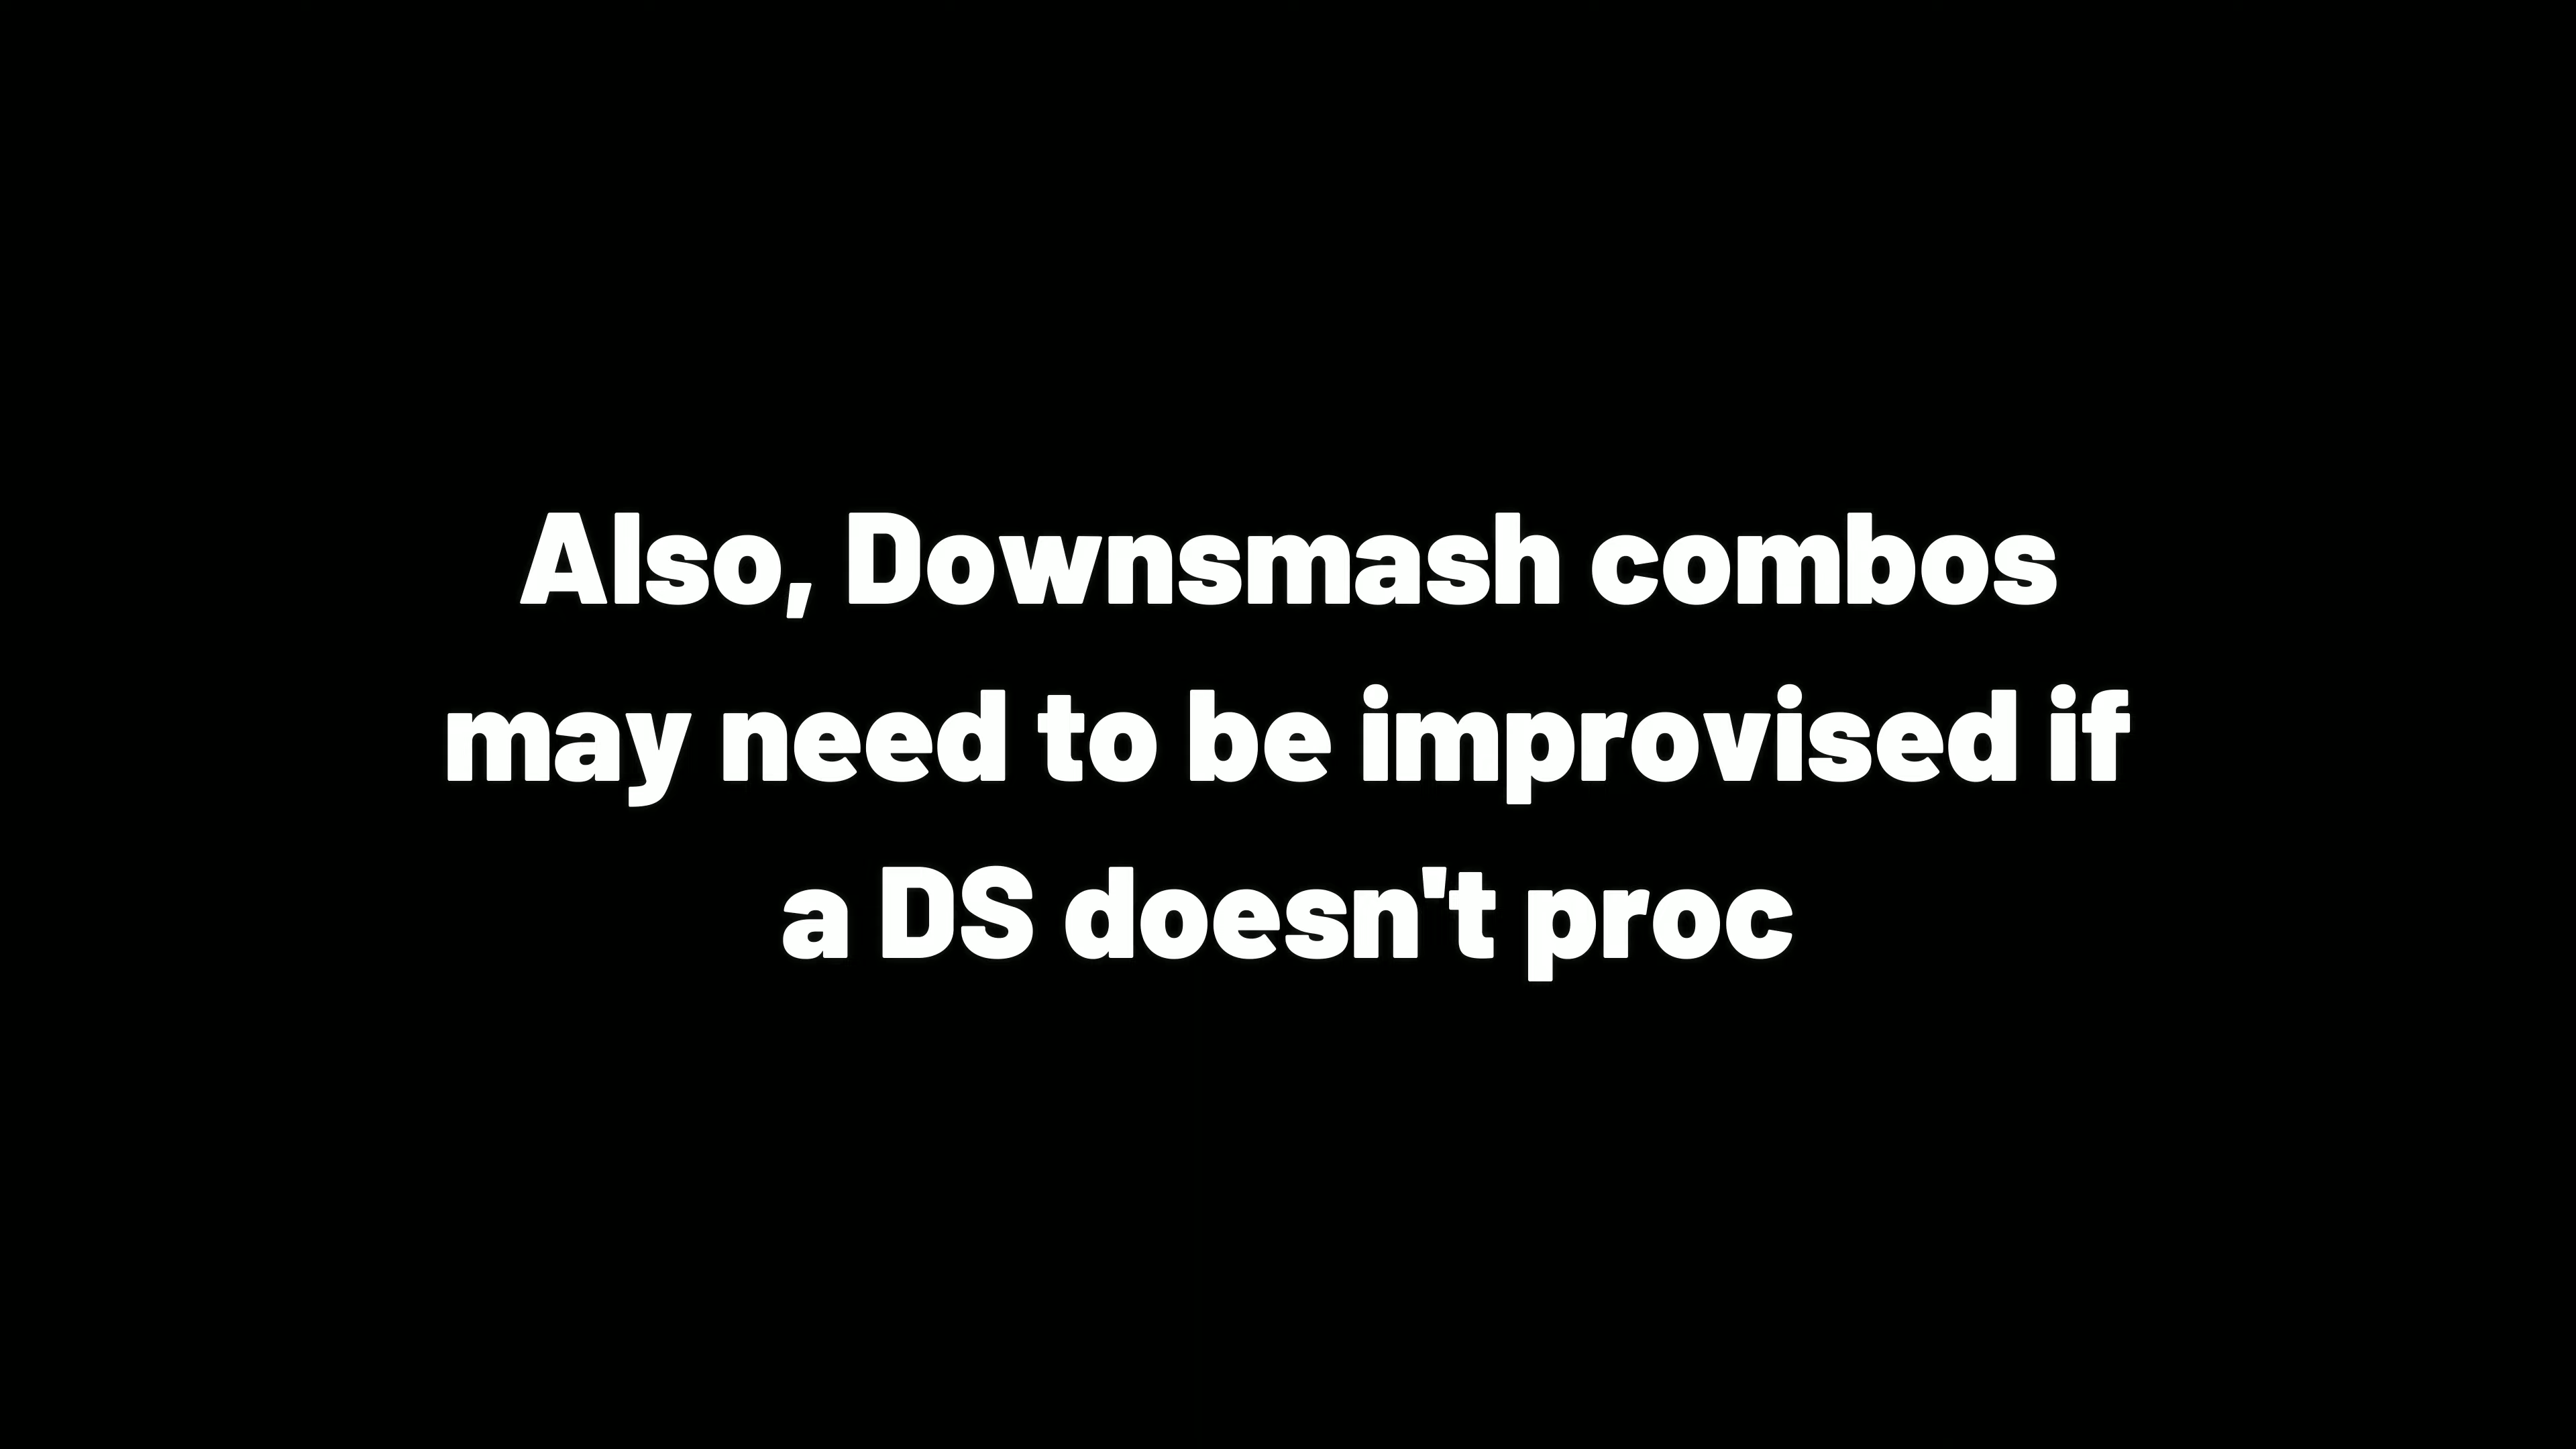 Also, Downsmash combos
may need to be improvised if
a DS doesn't proc